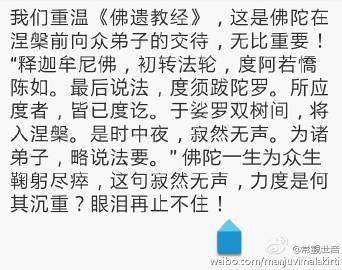 我们重温《佛遗教经》，这是佛陀在
涅槃前向众弟子的交待，无比重要！
“释迦牟尼佛，初转法轮，度阿若憍
陈如。最后说法，度须跋陀罗。所应
度者，皆已度讫。于娑罗双树间，将
入涅槃。是时中夜，寂然无声。为诸
弟子，略说法要。”佛陀一生为众生
鞠躬尽瘁，这句寂然无声，力度是何
其沉重？眼泪再止不住！
@常觀世音
weibo.com/manjuvimalakirti